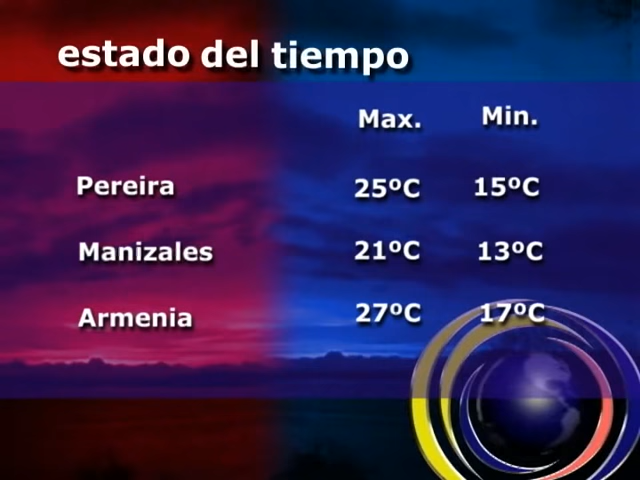 estado del tiempo
Max. Min.
Pereira 25ºC 15ºC
Manizales 21ºC 13ºC
Armenia 27ºC 17ºC